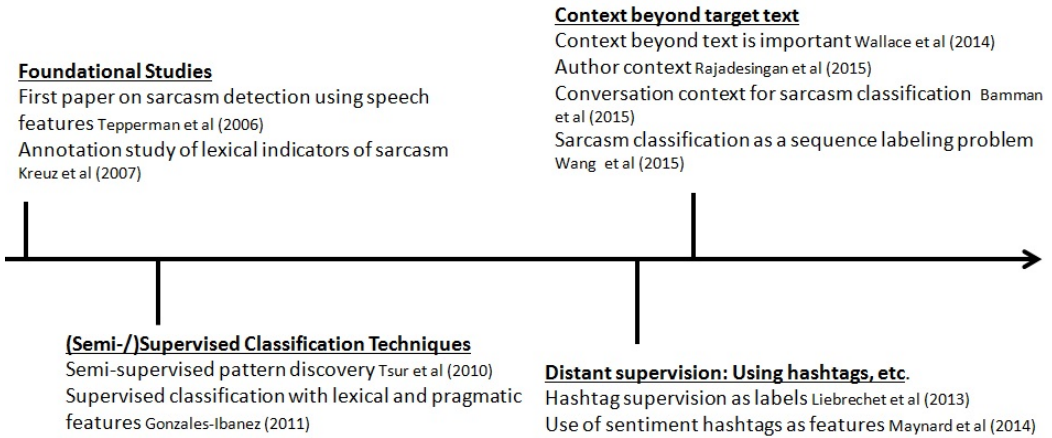 Foundational Studies
First paper on sarcasm detection using speech
features Tepperman et al (2006)
Annotation study of lexical indicators of sarcasm
Kreuz et al (2007)
Context beyond target text
Context beyond text is important Wallace et al (2014)
Author context Rajadesingan et al (2015)
Conversation context for sarcasm classification Bamman
et al (2015)
Sarcasm classification as a sequence labeling problem
Wang et al (2015)
(Semi-/)Supervised Classification Techniques
Semi-supervised pattern discovery Tsur et al (2010)
Supervised classification with lexical and pragmatic
features Gonzales-Ibanez (2011)
Distant supervision: Using hashtags, etc.
Hashtag supervision as labels Liebrechet et al (2013)
Use of sentiment hashtags as features Maynard et al (2014)